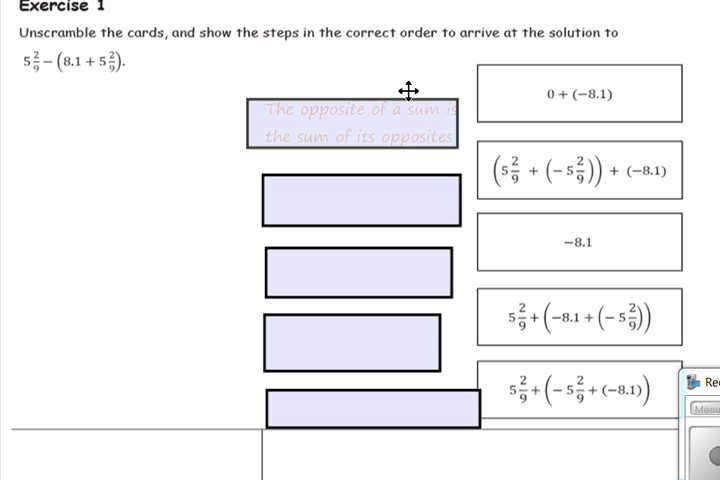 Exercise 1
Unscramble the cards, and show the steps in the correct order to arrive at the solution to
5 2/9 − (8.1 + 5 2/9).
The opposite of a sum is
the sum of its opposites
0 + (−8.1)
(5 2/9 + (− 5 2/9)) + (−8.1)
−8.1
5 2/9 + (−8.1 + (− 5 2/9))
5 2/9 + (− 5 2/9 + (−8.1))
Rec
Menu